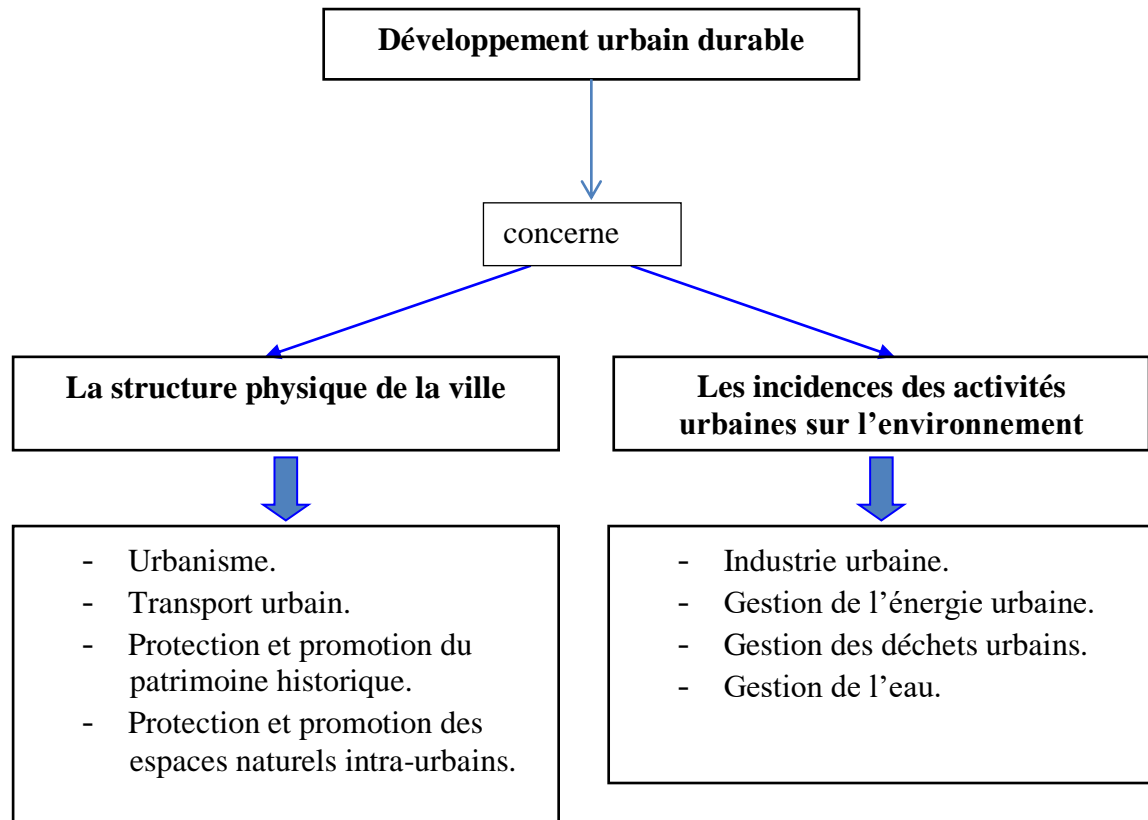 Développement urbain durable
concerne
La structure physique de la ville
Les incidences des activités
urbaines sur l’environnement
- Urbanisme.
- Transport urbain.
- Protection et promotion du
patrimoine historique.
- Protection et promotion des
espaces naturels intra-urbains.
- Industrie urbaine.
- Gestion de l’énergie urbaine.
- Gestion des déchets urbains.
- Gestion de l’eau.